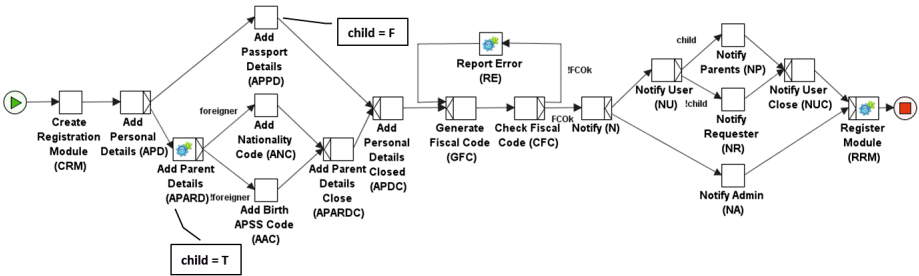 Create
Registration
Module (CRM)
Add
Personal
Details (APD)
Add
Passport
Details
(APPD)
child = F
Add Parent
Details
(APARD)
child = T
foreigner
Add
Nationality
Code (ANC)
!foreigner
Add Birth
APSS Code
(AAC)
Add Parent
Details
Close
(APARDC)
Add
Personal
Details
Closed
(APDC)
Report Error
(RE)
!FCOk
Generate
Fiscal Code
(GFC)
Check Fiscal
Code (CFC)
FCOk
Notify (N)
Notify User
(NU)
child
Notify
Parents (NP)
!child
Notify
Requester
(NR)
Notify User
Close (NUC)
Notify Admin
(NA)
Register
Module
(RRM)